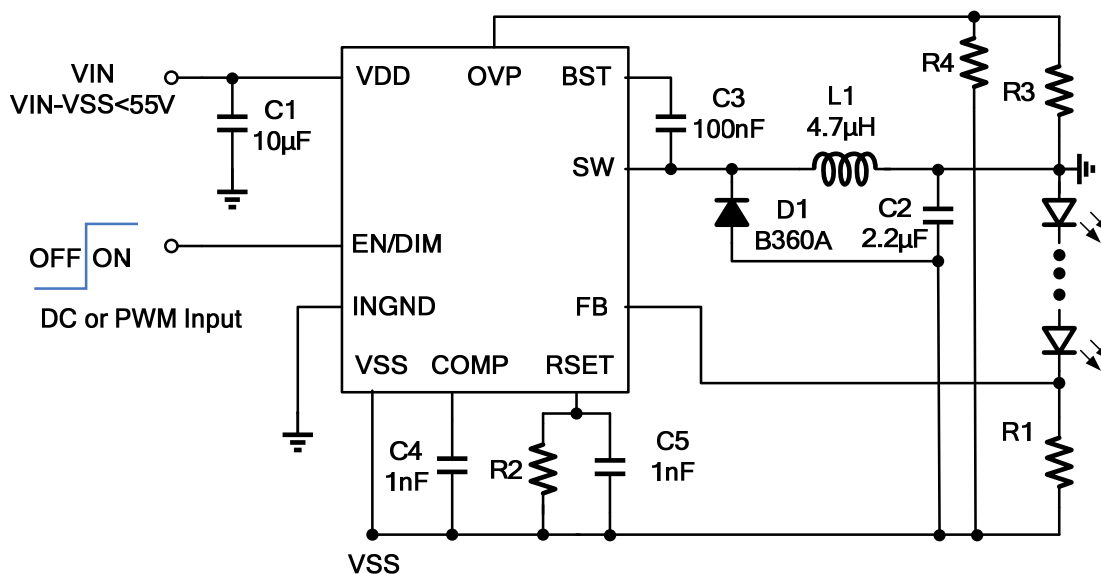 VIN
VIN-VSS<55V
C1
10µF
OFF
ON
DC or PWM Input
VDD
OVP
BST
SW
EN/DIM
INGND
FB
VSS
COMP
RSET
C3
100nF
L1
4.7µH
D1
B360A
C2
2.2µF
R4
R3
R1
C4
1nF
R2
C5
1nF
VSS